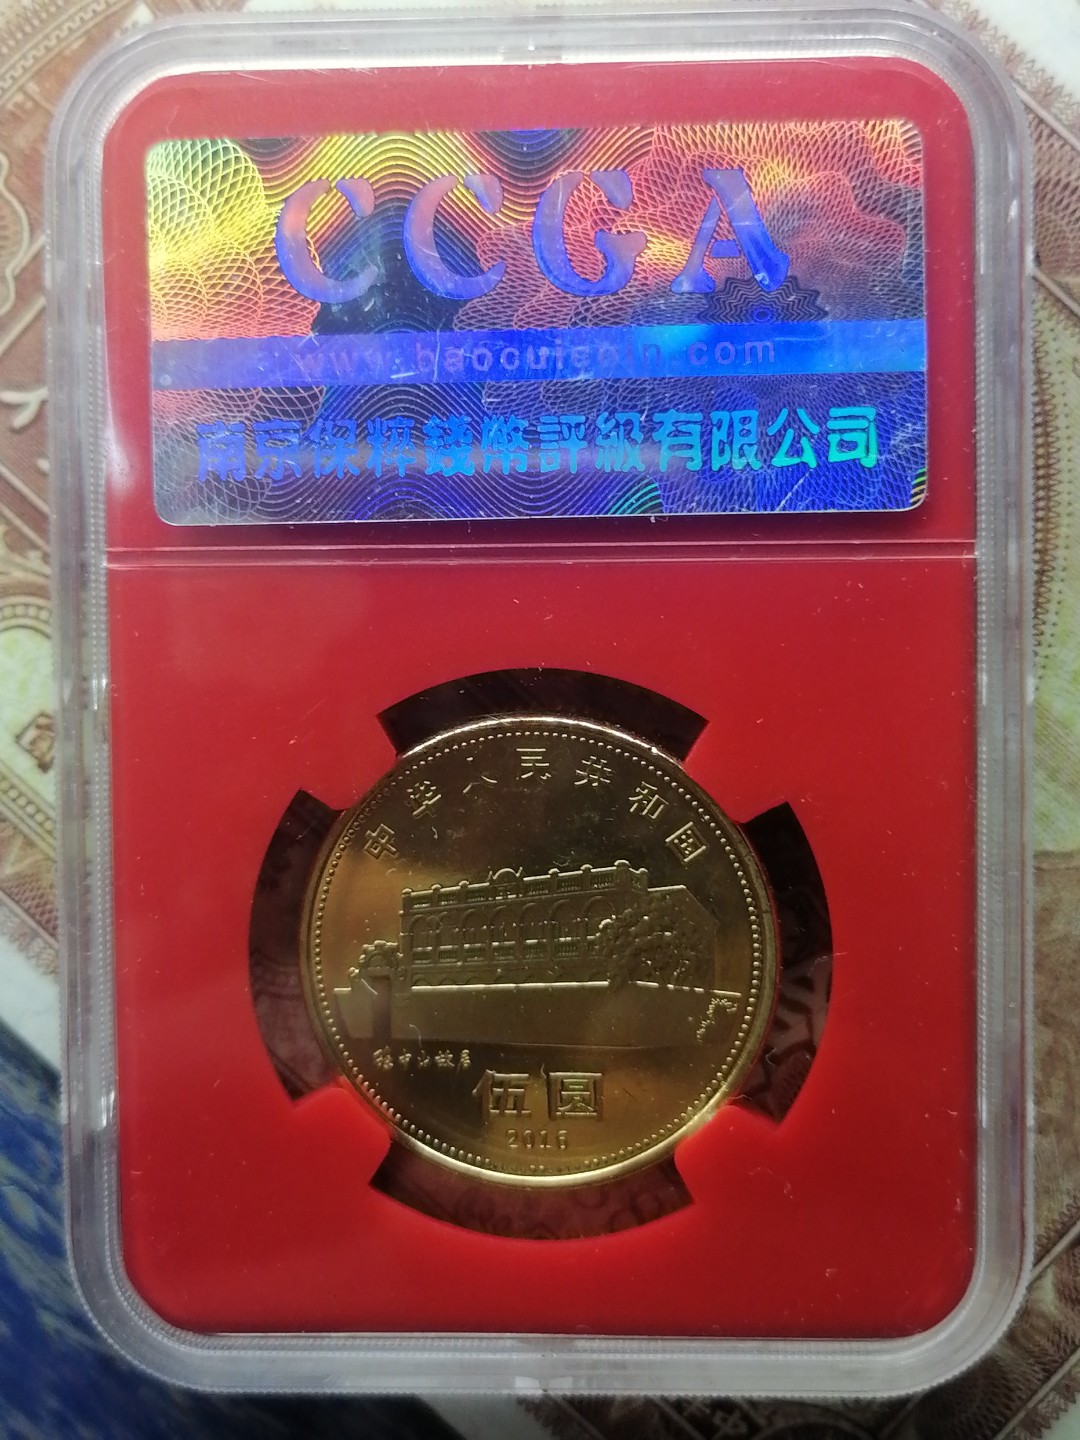 CCGA
www.baocuicoin.com
南京保粹錢幣評級有限公司
中华人民共和国
孫中山故居
伍圆
2016